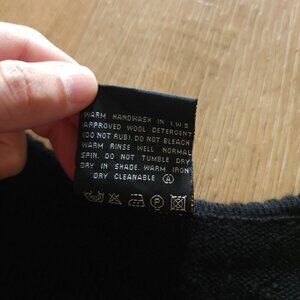 WARM HANDWASH IN I.W.S
APPROVED WOOL DETERGENT
(DO NOT RUB). DO NOT BLEACH
WARM RINSE WELL NORMAL
SPIN. DO NOT TUMBLE DRY
DRY IN SHADE. WARM IRON
DRY CLEANABLE Ⓐ